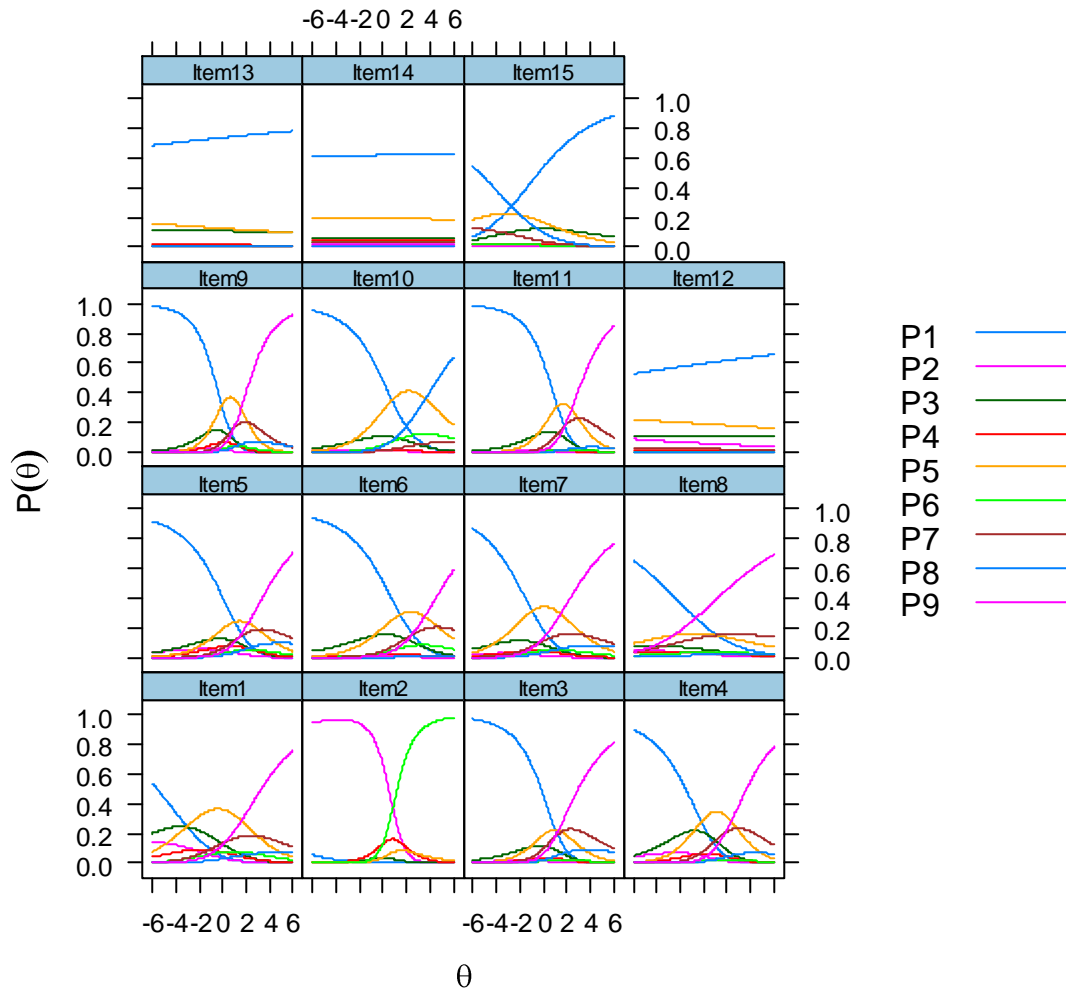 -6-4-20 2 4 6
Item13 Item14 Item15
1.0
0.8
0.6
0.4
0.2
0.0
Item9 Item10 Item11 Item12
1.0
0.8
0.6
0.4
0.2
0.0
Item5 Item6 Item7 Item8
1.0
0.8
0.6
0.4
0.2
0.0
Item1 Item2 Item3 Item4
1.0
0.8
0.6
0.4
0.2
0.0
-6-4-20 2 4 6 -6-4-20 2 4 6
θ
P(θ)
P1
P2
P3
P4
P5
P6
P7
P8
P9